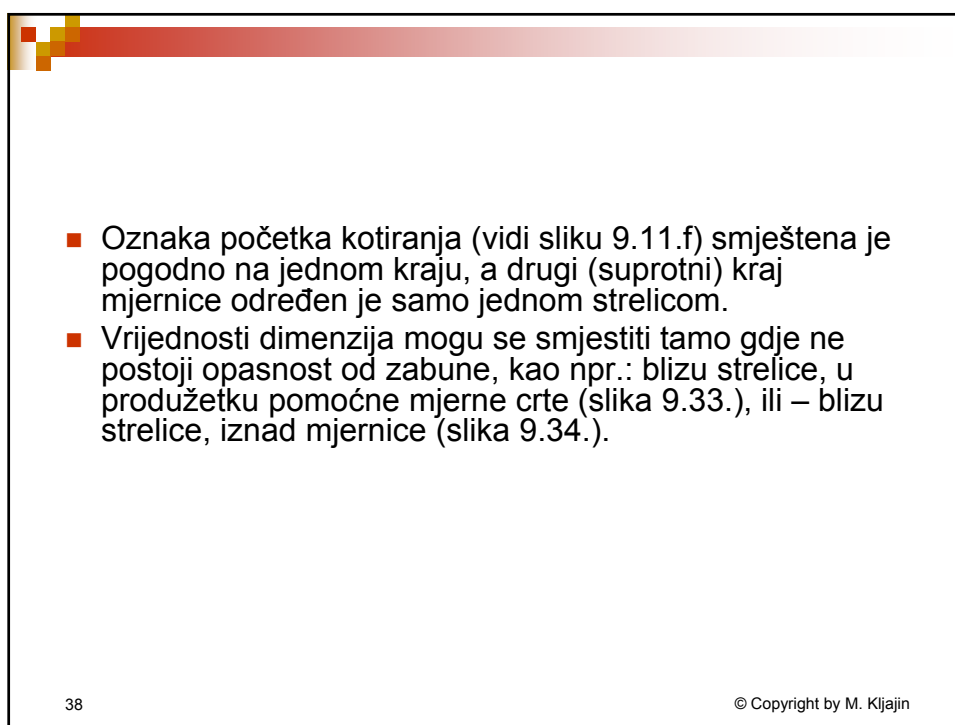 Oznaka početka kotiranja (vidi sliku 9.11.f) smještena je
pogodno na jednom kraju, a drugi (suprotni) kraj
mjernice određen je samo jednom strelicom.
Vrijednosti dimenzija mogu se smjestiti tamo gdje ne
postoji opasnost od zabune, kao npr.: blizu strelice, u
produžetku pomoćne mjerne crte (slika 9.33.), ili – blizu
strelice, iznad mjernice (slika 9.34.).
38
© Copyright by M. Kljajin